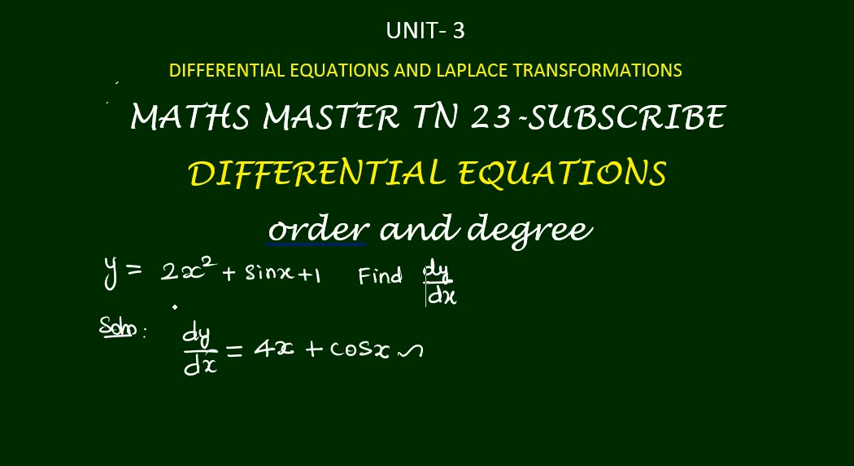 UNIT- 3
DIFFERENTIAL EQUATIONS AND LAPLACE TRANSFORMATIONS
MATHS MASTER TN 23-SUBSCRIBE
DIFFERENTIAL EQUATIONS
order and degree
y = 2x² + sinx + 1 Find dy/dx
Soln :
dy/dx = 4x + cosx